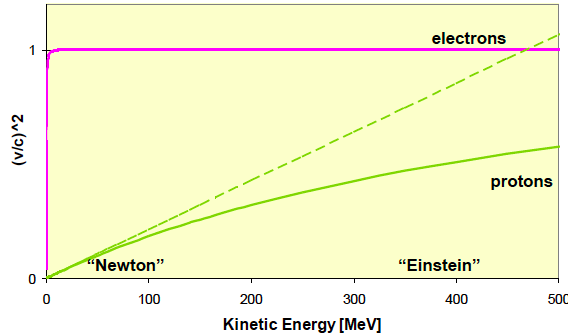 electrons
1
(v/c)^2
protons
"Newton" "Einstein"
0
0 100 200 300 400 500
Kinetic Energy [MeV]